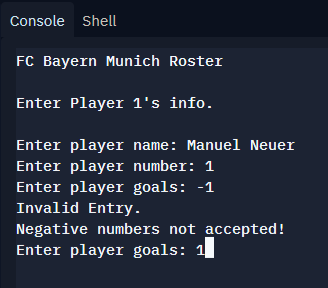 Console Shell
FC Bayern Munich Roster
Enter Player 1's info.
Enter player name: Manuel Neuer
Enter player number: 1
Enter player goals: -1
Invalid Entry.
Negative numbers not accepted!
Enter player goals: 1